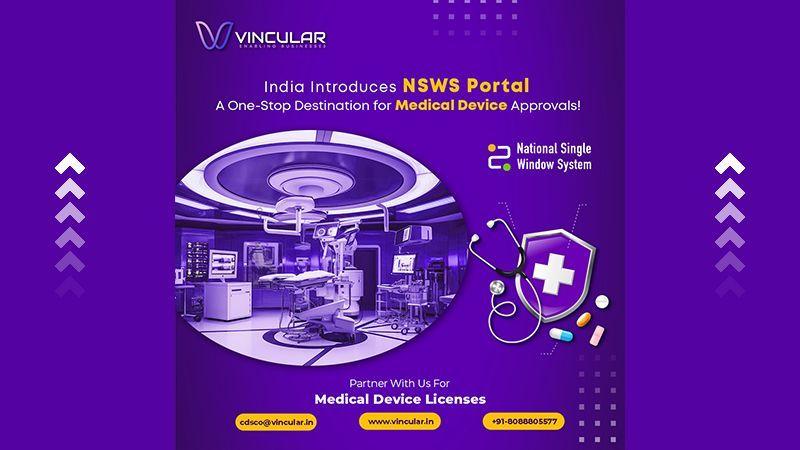 VINCULAR
ENABLING BUSINESSES
India Introduces NSWS Portal
A One-Stop Destination for Medical Device Approvals!
National Single
Window System
Partner With Us For
Medical Device Licenses
cdsco@vincular.in
www.vincular.in
+91-8088805577